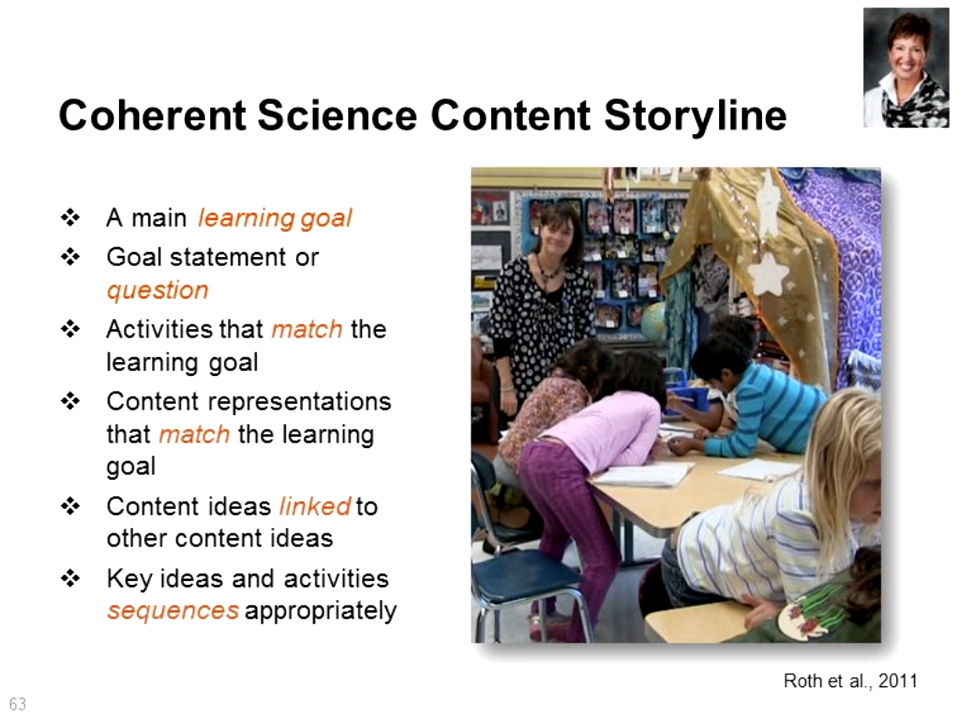 Coherent Science Content Storyline
❖ A main learning goal
❖ Goal statement or
question
❖ Activities that match the
learning goal
❖ Content representations
that match the learning
goal
❖ Content ideas linked to
other content ideas
❖ Key ideas and activities
sequences appropriately
Roth et al., 2011
63